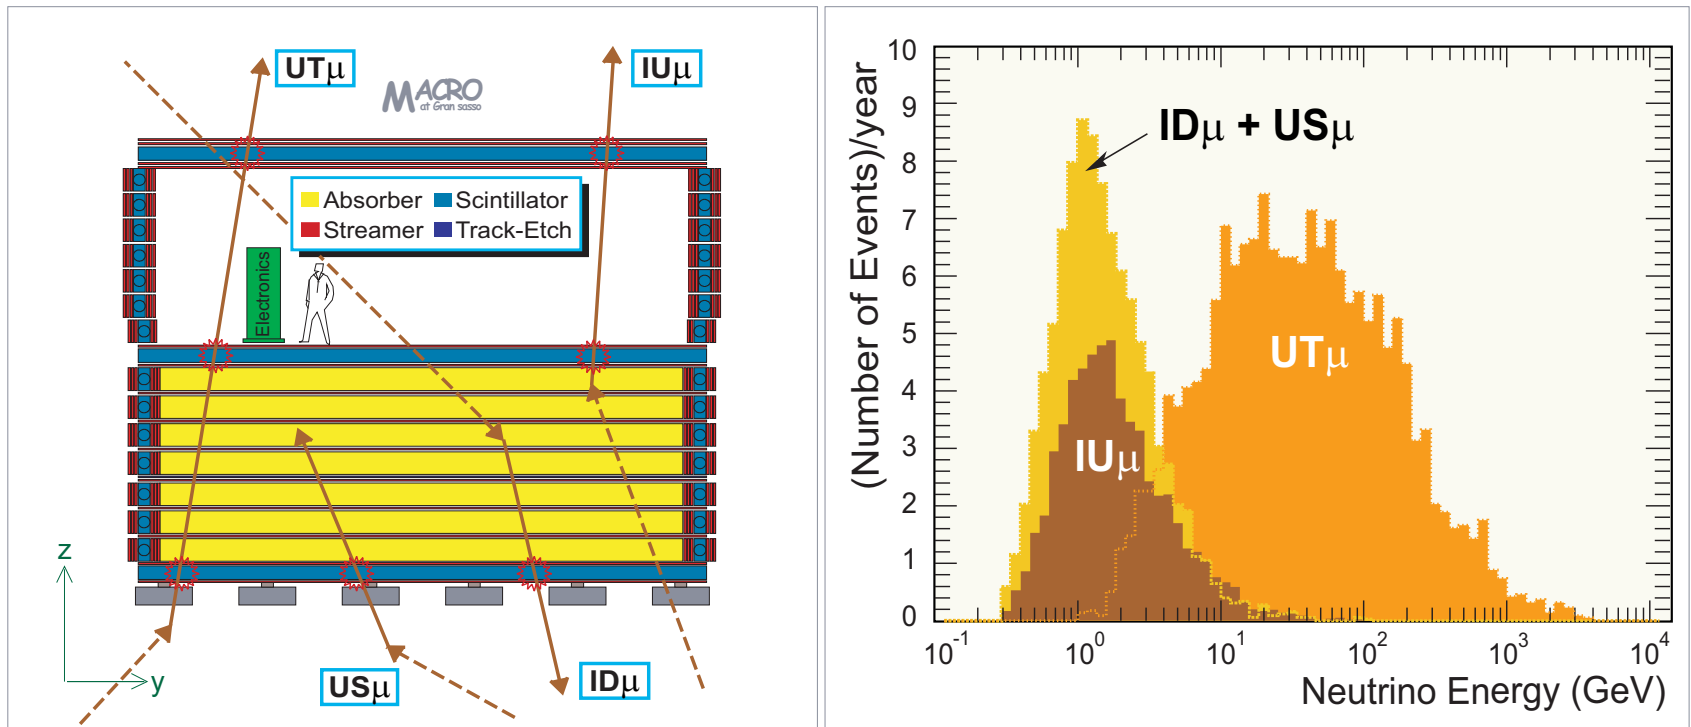 UTμ
IUμ
MACRO
at Gran sasso
Absorber
Scintillator
Streamer
Track-Etch
Electronics
z
y
USμ
IDμ
(Number of Events)/year
10
9
8
7
6
5
4
3
2
1
0
IDμ + USμ
UTμ
IUμ
10⁻¹
10⁰
10¹
10²
10³
10⁴
Neutrino Energy (GeV)